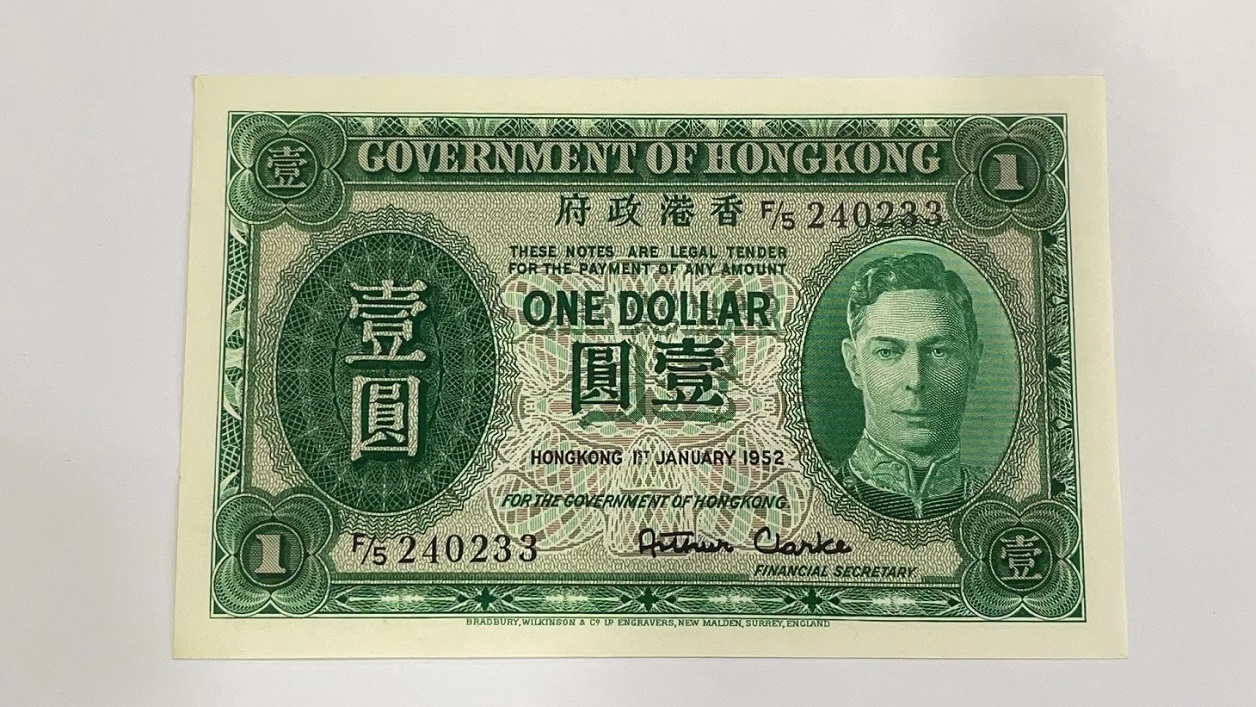 壹 GOVERNMENT OF HONGKONG 1
府政港香 F/5 240233
THESE NOTES ARE LEGAL TENDER
FOR THE PAYMENT OF ANY AMOUNT
ONE DOLLAR
壹
圓
圓壹
HONGKONG 1ST JANUARY 1952
FOR THE GOVERNMENT OF HONGKONG.
1 F/5 240233 Arthur Clarke 壹
FINANCIAL SECRETARY.
BRADBURY, WILKINSON & Co. LD ENGRAVERS, NEW MALDEN, SURREY, ENGLAND